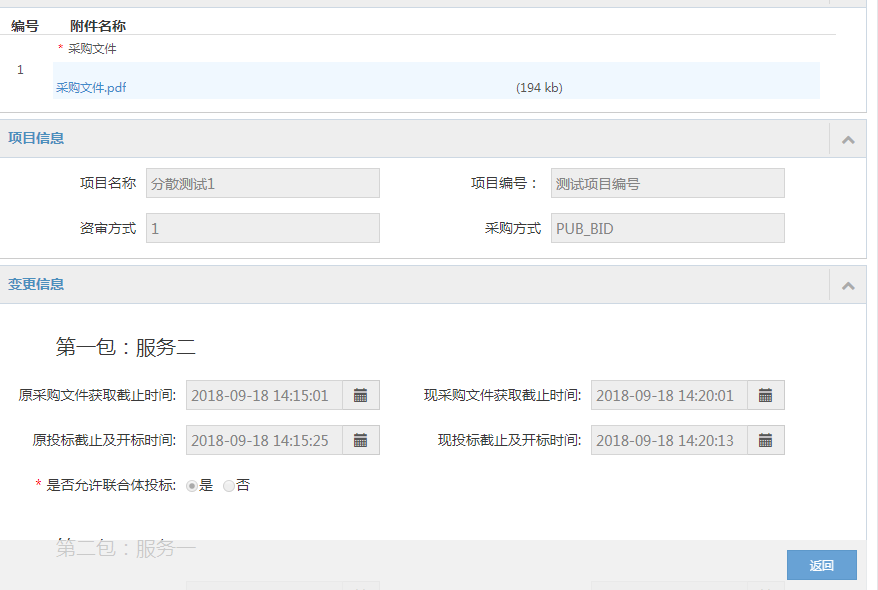 编号 附件名称
* 采购文件
1
采购文件.pdf (194 kb)
项目信息
项目名称 分散测试1 项目编号： 测试项目编号
资审方式 1 采购方式 PUB_BID
变更信息
第一包：服务二
原采购文件获取截止时间: 2018-09-18 14:15:01 现采购文件获取截止时间: 2018-09-18 14:20:01
原投标截止及开标时间: 2018-09-18 14:15:25 现投标截止及开标时间: 2018-09-18 14:20:13
* 是否允许联合体投标: 是 否
第二包：服务一
返回